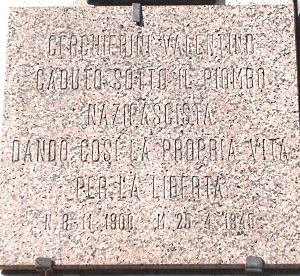 CERCHIERINI VALENTINO
CADUTO SOTTO IL PIOMBO
NAZIFASCISTA
DANDO COSÌ LA PROPRIA VITA
PER LA LIBERTÀ
N. 8-11-1900 M. 25-4-1945